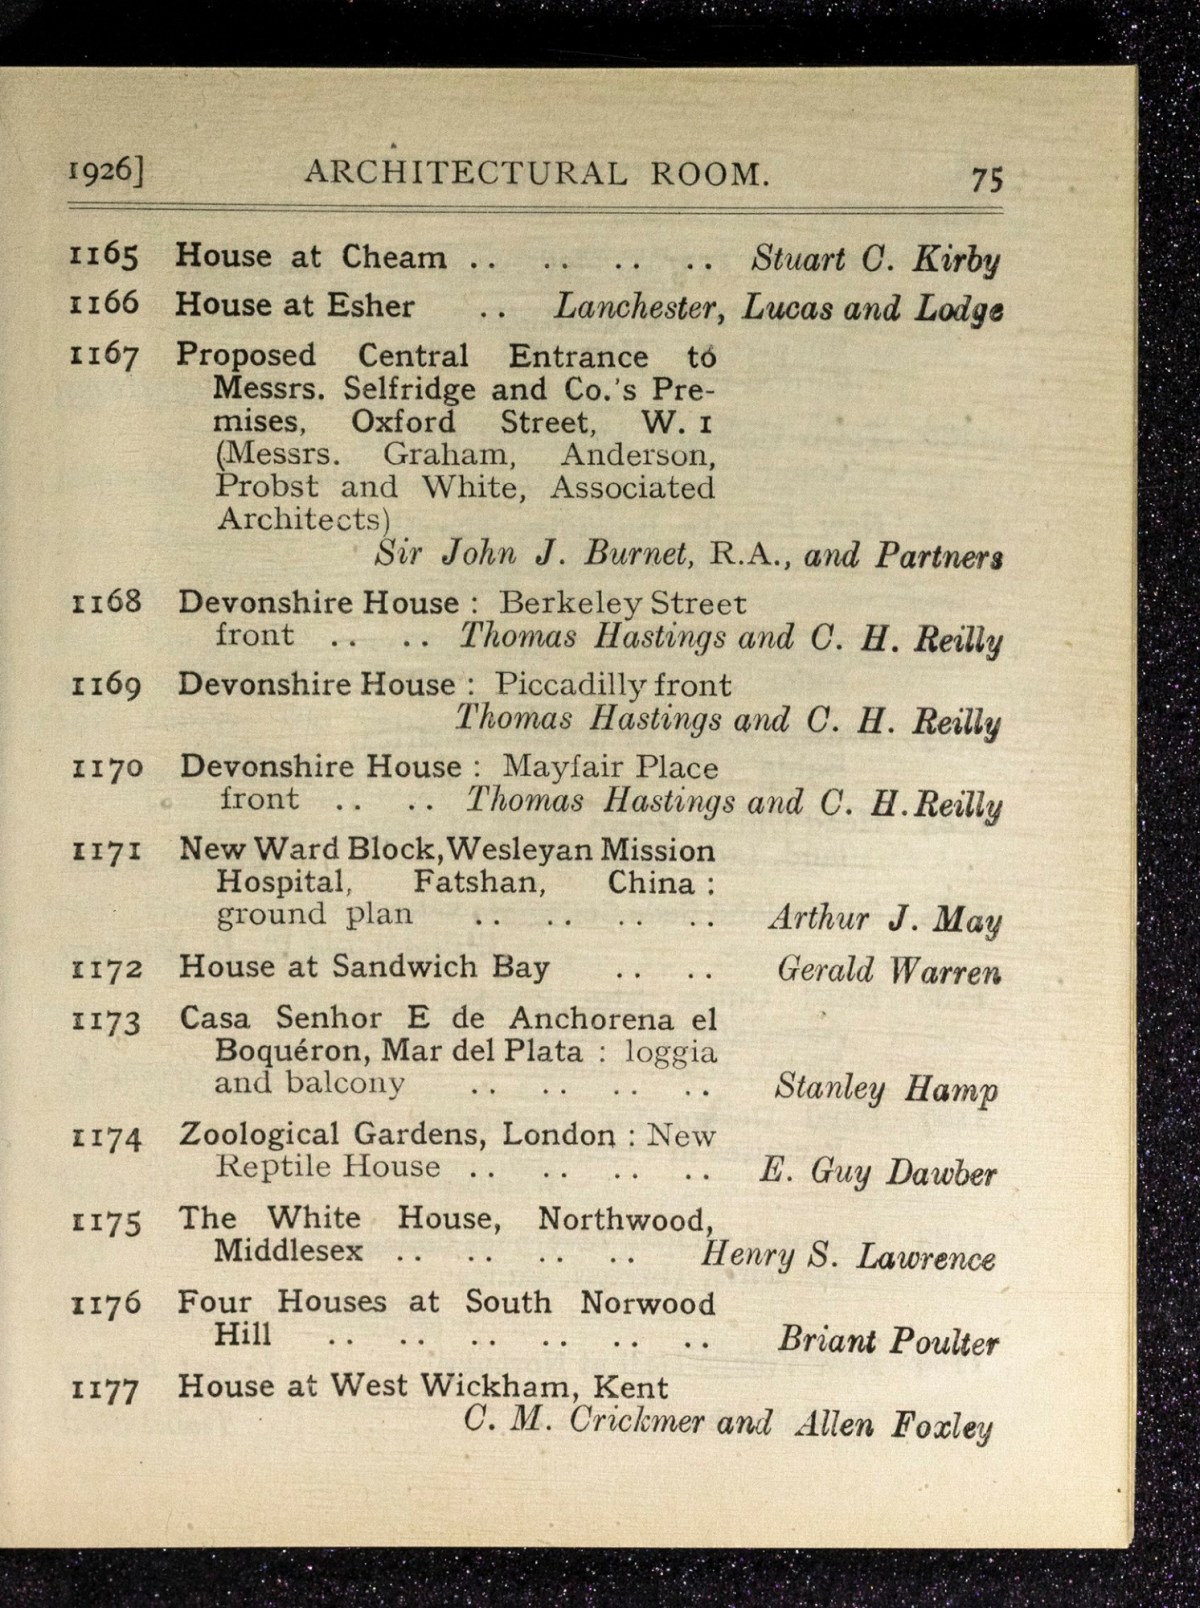 1926] ARCHITECTURAL ROOM. 75
1165 House at Cheam .. .. .. .. Stuart C. Kirby
1166 House at Esher .. Lanchester, Lucas and Lodge
1167 Proposed Central Entrance to
Messrs. Selfridge and Co.'s Pre-
mises, Oxford Street, W. 1
(Messrs. Graham, Anderson,
Probst and White, Associated
Architects)
Sir John J. Burnet, R.A., and Partners
1168 Devonshire House : Berkeley Street
front .. .. Thomas Hastings and C. H. Reilly
1169 Devonshire House : Piccadilly front
Thomas Hastings and C. H. Reilly
1170 Devonshire House : Mayfair Place
front .. .. Thomas Hastings and C. H. Reilly
1171 New Ward Block, Wesleyan Mission
Hospital, Fatshan, China :
ground plan .. .. .. .. Arthur J. May
1172 House at Sandwich Bay .. .. Gerald Warren
1173 Casa Senhor E de Anchorena el
Boquéron, Mar del Plata : loggia
and balcony .. .. .. .. Stanley Hamp
1174 Zoological Gardens, London : New
Reptile House .. .. .. .. E. Guy Dawber
1175 The White House, Northwood,
Middlesex .. .. .. .. Henry S. Lawrence
1176 Four Houses at South Norwood
Hill .. .. .. .. .. .. Briant Poulter
1177 House at West Wickham, Kent
C. M. Crickmer and Allen Foxley